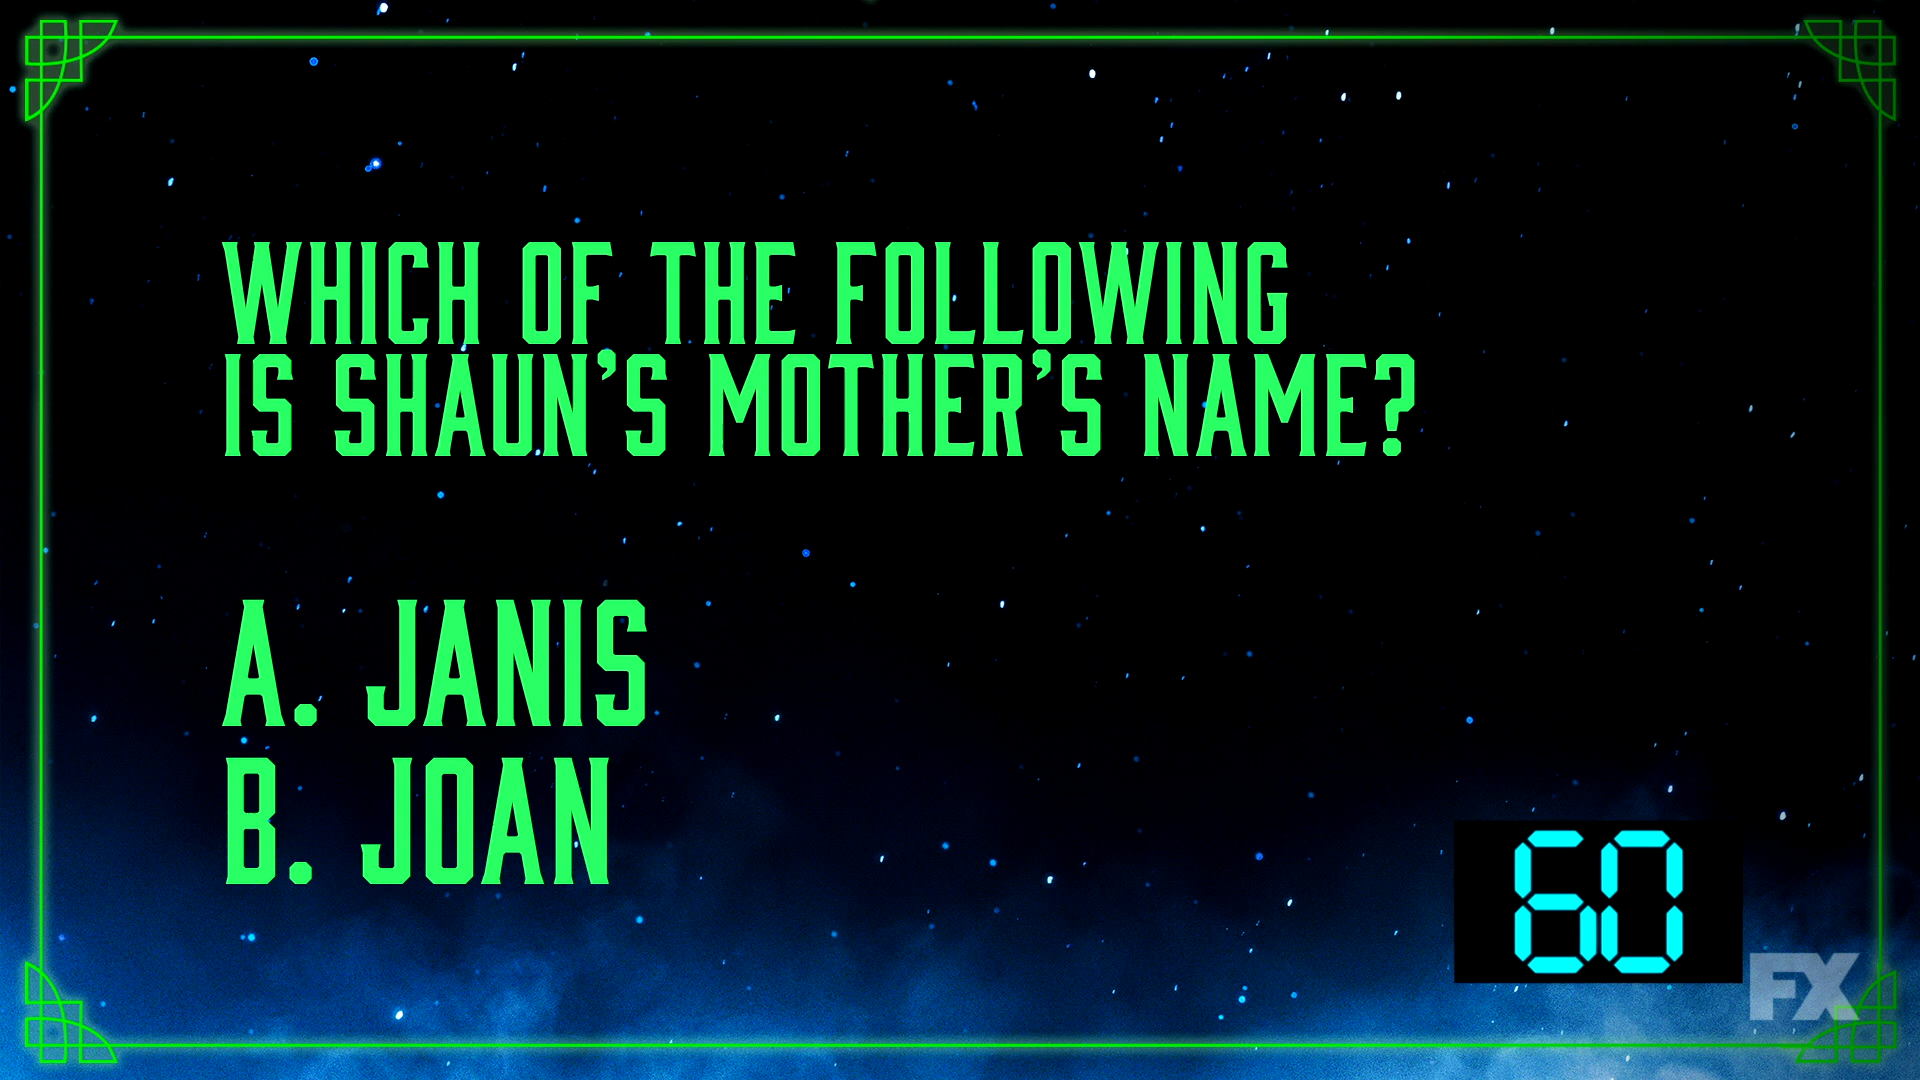 WHICH OF THE FOLLOWING
IS SHAUN’S MOTHER’S NAME?
A. JANIS
B. JOAN
60
FX